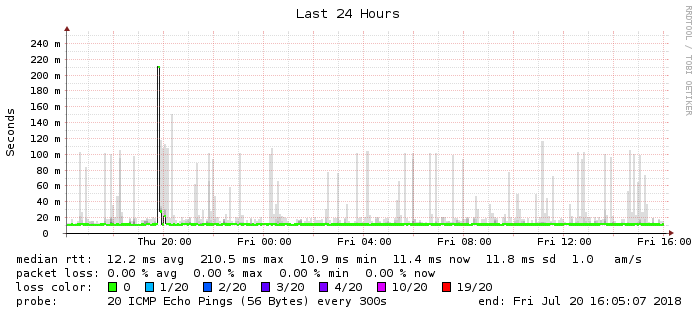 Last 24 Hours
RRDTOOL / TOBI OETIKER
Seconds
240 m
220 m
200 m
180 m
160 m
140 m
120 m
100 m
80 m
60 m
40 m
20 m
0
Thu 20:00 Fri 00:00 Fri 04:00 Fri 08:00 Fri 12:00 Fri 16:00
median rtt: 12.2 ms avg 210.5 ms max 10.9 ms min 11.4 ms now 11.8 ms sd 1.0 am/s
packet loss: 0.00 % avg 0.00 % max 0.00 % min 0.00 % now
loss color: 0 1/20 2/20 3/20 4/20 10/20 19/20
probe: 20 ICMP Echo Pings (56 Bytes) every 300s end: Fri Jul 20 16:05:07 2018